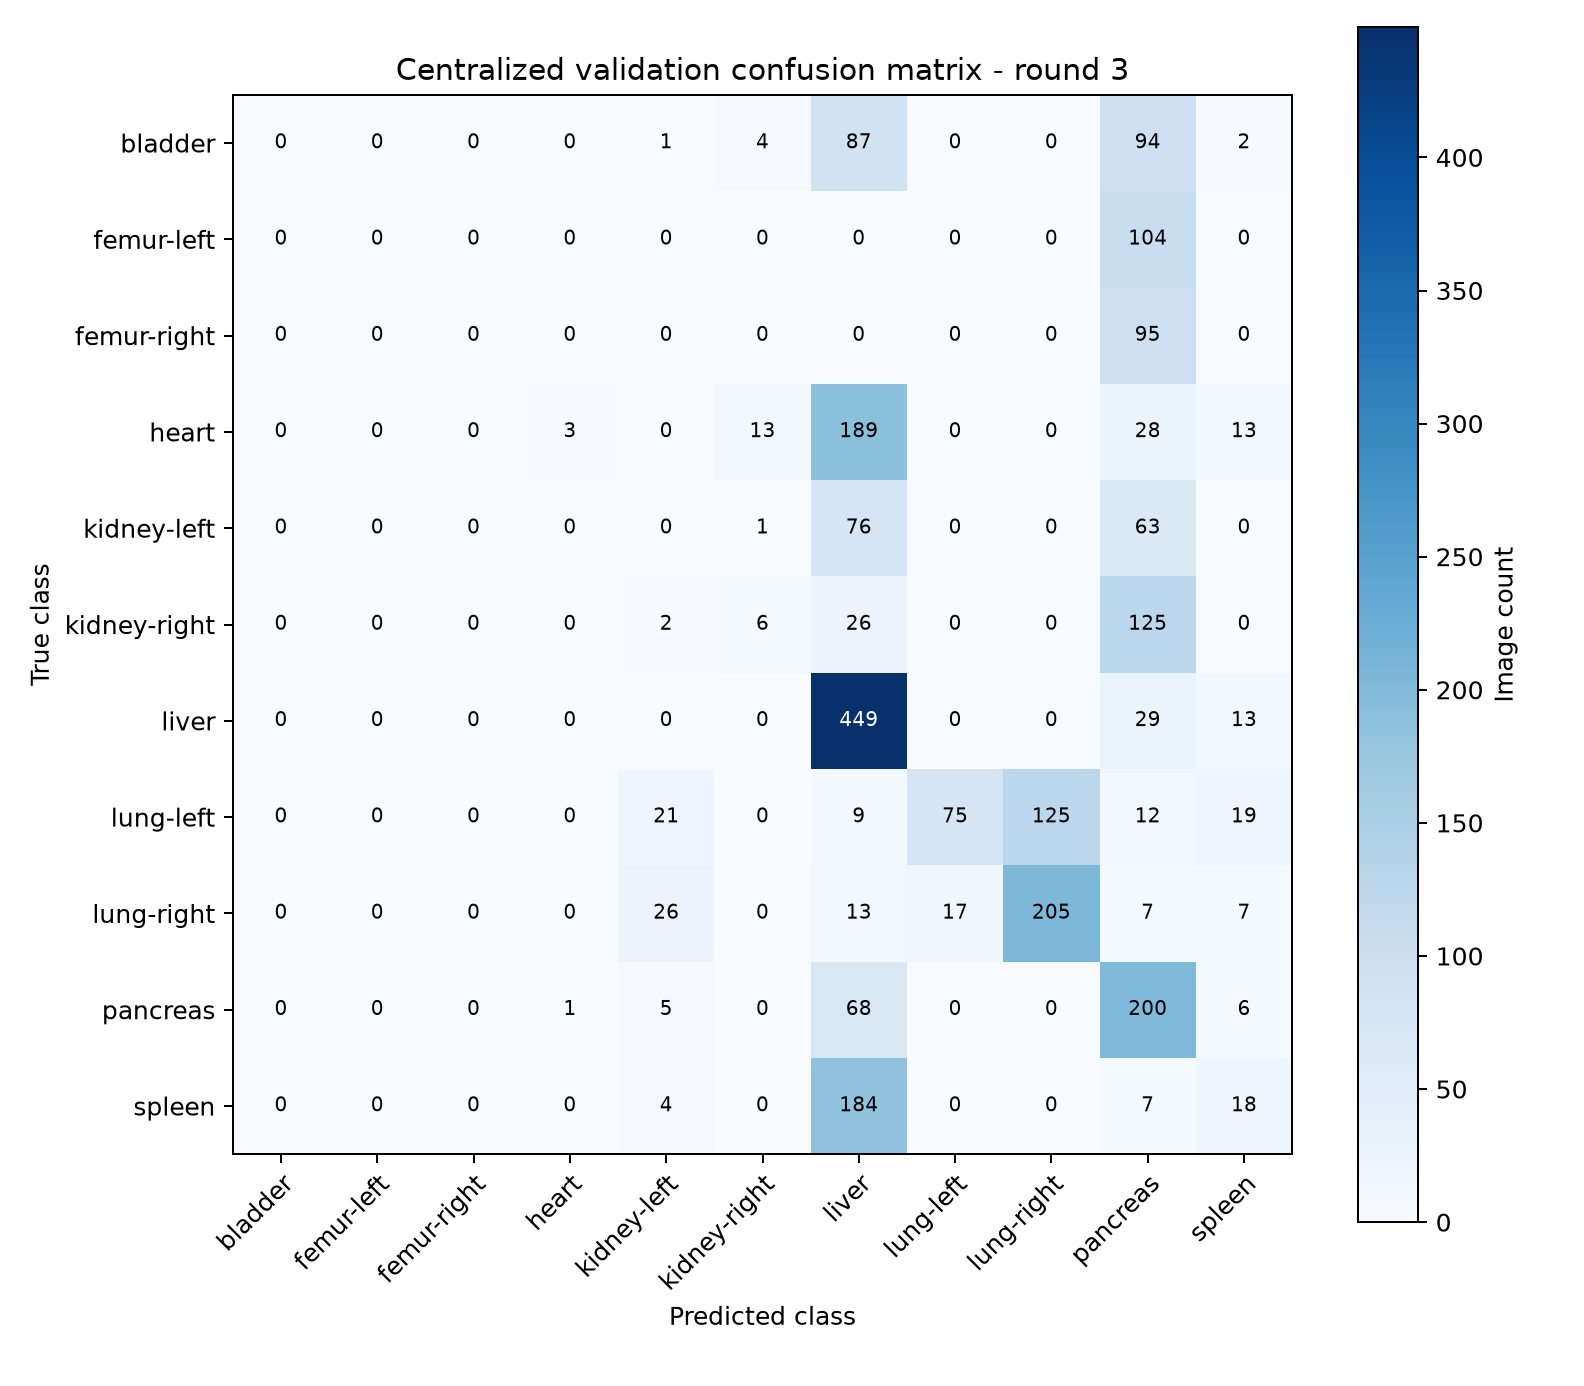 Centralized validation confusion matrix - round 3
bladder 0 0 0 0 1 4 87 0 0 94 2
femur-left 0 0 0 0 0 0 0 0 0 104 0
femur-right 0 0 0 0 0 0 0 0 0 95 0
heart 0 0 0 3 0 13 189 0 0 28 13
kidney-left 0 0 0 0 0 1 76 0 0 63 0
kidney-right 0 0 0 0 2 6 26 0 0 125 0
liver 0 0 0 0 0 0 449 0 0 29 13
lung-left 0 0 0 0 21 0 9 75 125 12 19
lung-right 0 0 0 0 26 0 13 17 205 7 7
pancreas 0 0 0 1 5 0 68 0 0 200 6
spleen 0 0 0 0 4 0 184 0 0 7 18
True class
bladder femur-left femur-right heart kidney-left kidney-right liver lung-left lung-right pancreas spleen
Predicted class
400
350
300
250
200
150
100
50
0
Image count